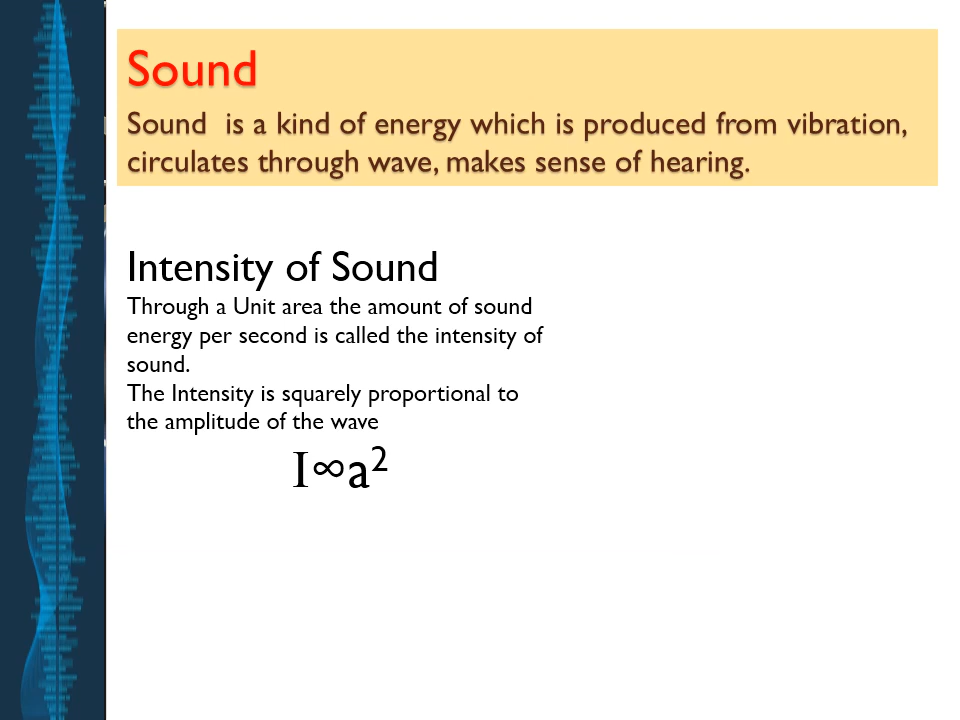 Sound
Sound is a kind of energy which is produced from vibration,
circulates through wave, makes sense of hearing.
Intensity of Sound
Through a Unit area the amount of sound
energy per second is called the intensity of
sound.
The Intensity is squarely proportional to
the amplitude of the wave
I∞a²